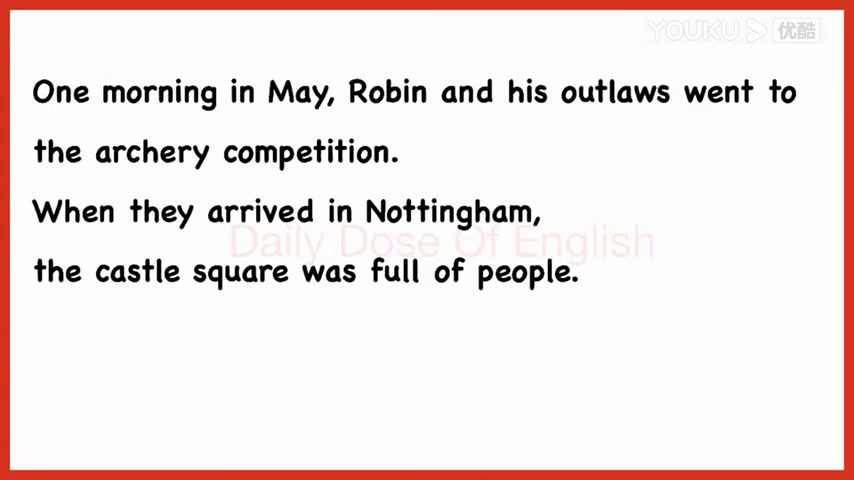 YOUKU 优酷
One morning in May, Robin and his outlaws went to
the archery competition.
When they arrived in Nottingham,
Daily Dose Of English
the castle square was full of people.